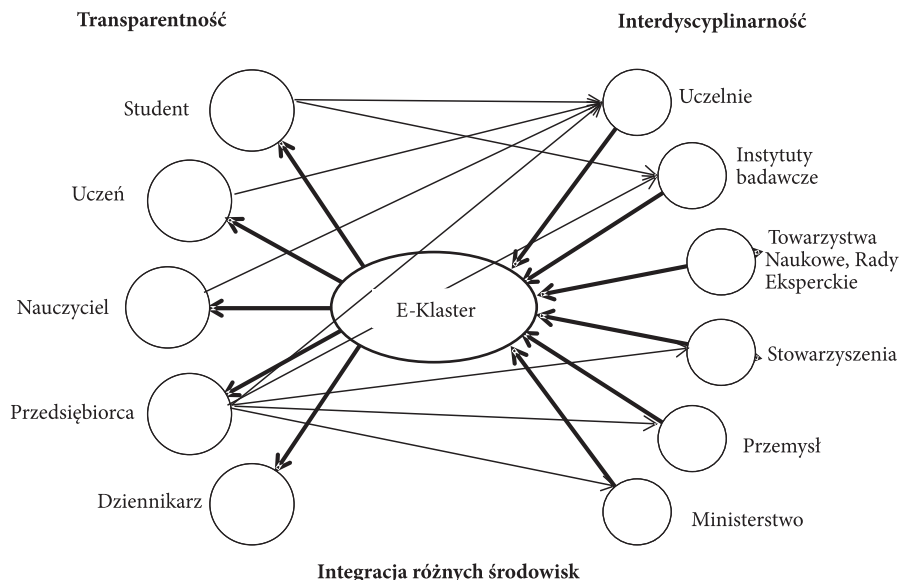 Transparentność
Interdyscyplinarność
Student
Uczelnie
Instytuty
badawcze
Uczeń
Towarzystwa
Naukowe, Rady
Eksperckie
Nauczyciel
E-Klaster
Stowarzyszenia
Przedsiębiorca
Przemysł
Dziennikarz
Ministerstwo
Integracja różnych środowisk